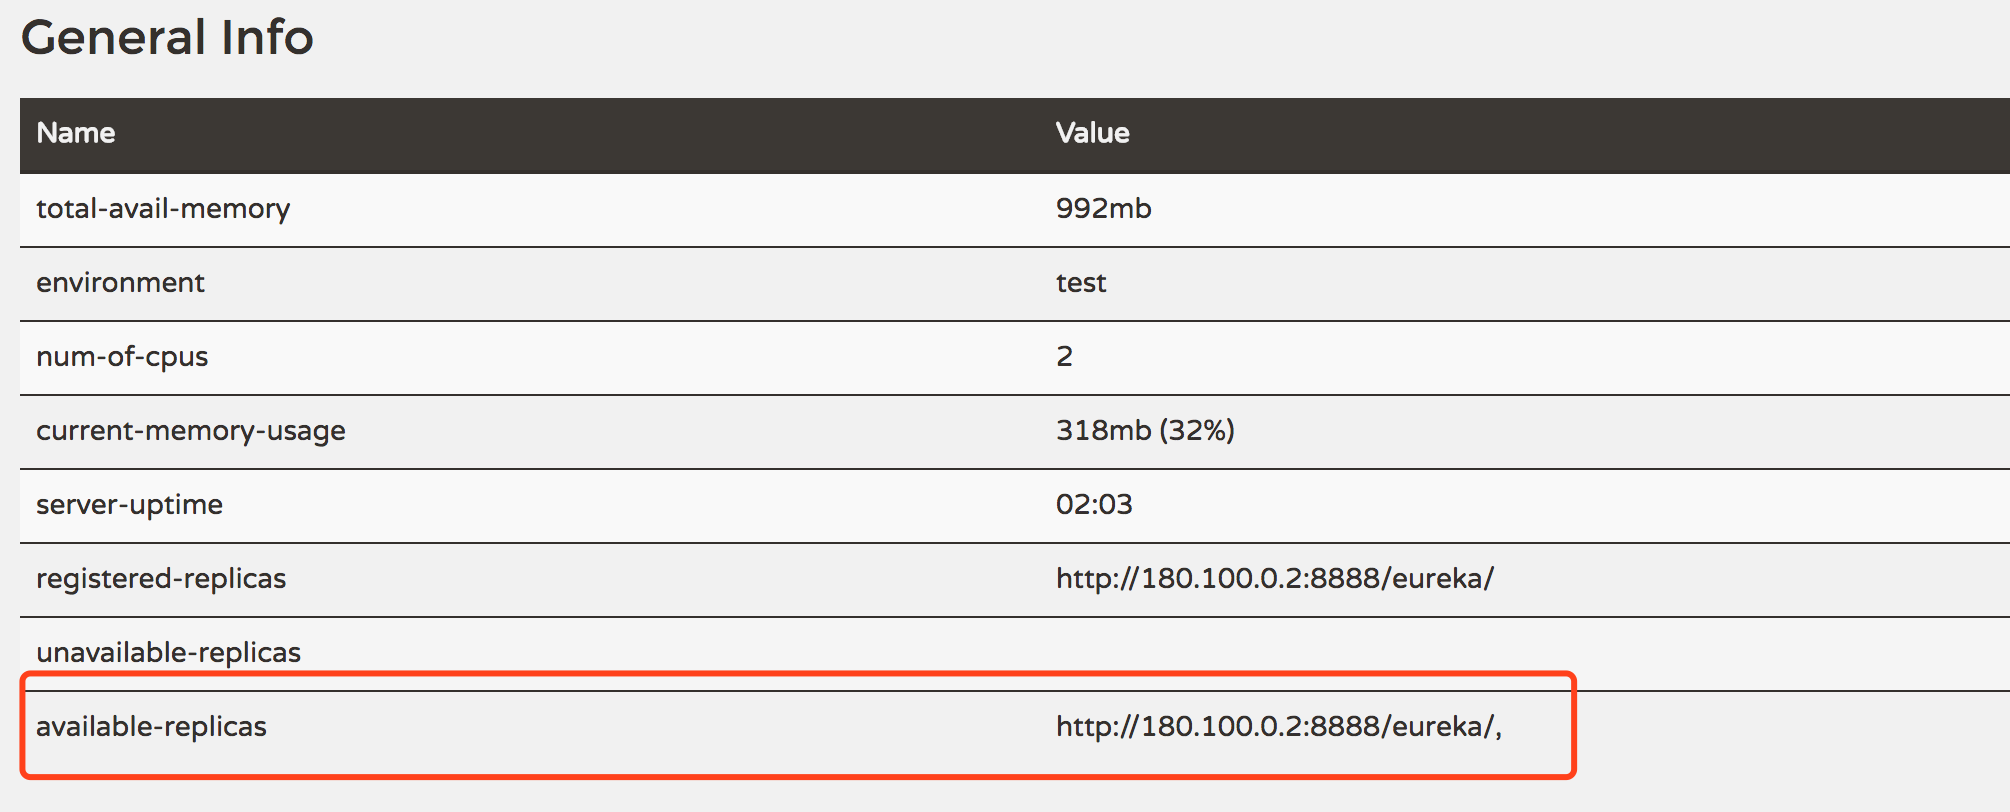 General Info
Name Value
total-avail-memory 992mb
environment test
num-of-cpus 2
current-memory-usage 318mb (32%)
server-uptime 02:03
registered-replicas http://180.100.0.2:8888/eureka/
unavailable-replicas
available-replicas http://180.100.0.2:8888/eureka/,